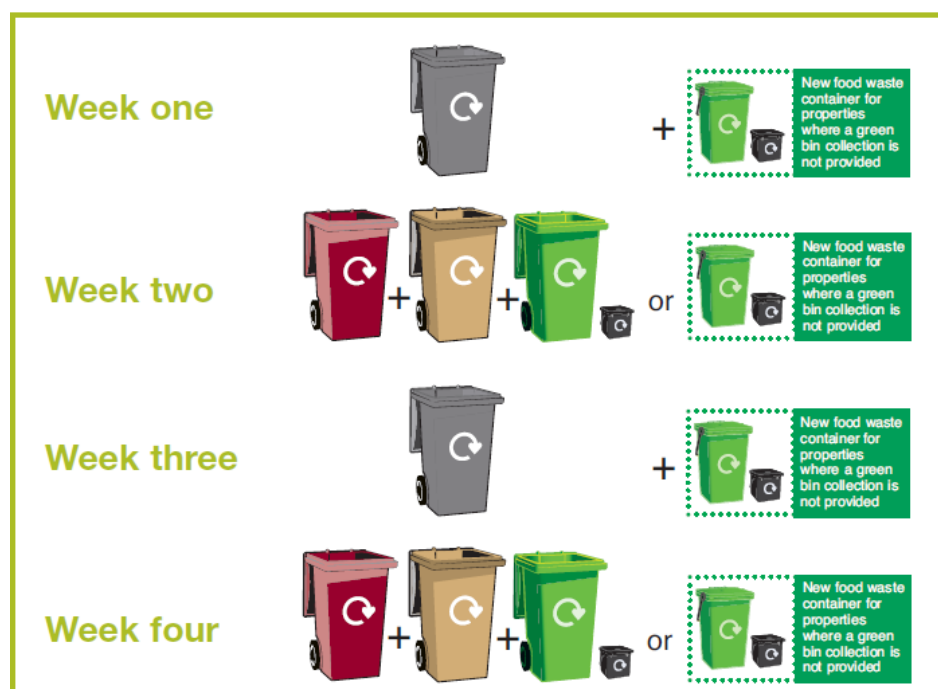 Week one
+
New food waste
container for
properties
where a green
bin collection is
not provided
Week two
+ + or
New food waste
container for
properties
where a green
bin collection is
not provided
Week three
+
New food waste
container for
properties
where a green
bin collection is
not provided
Week four
+ + or
New food waste
container for
properties
where a green
bin collection is
not provided